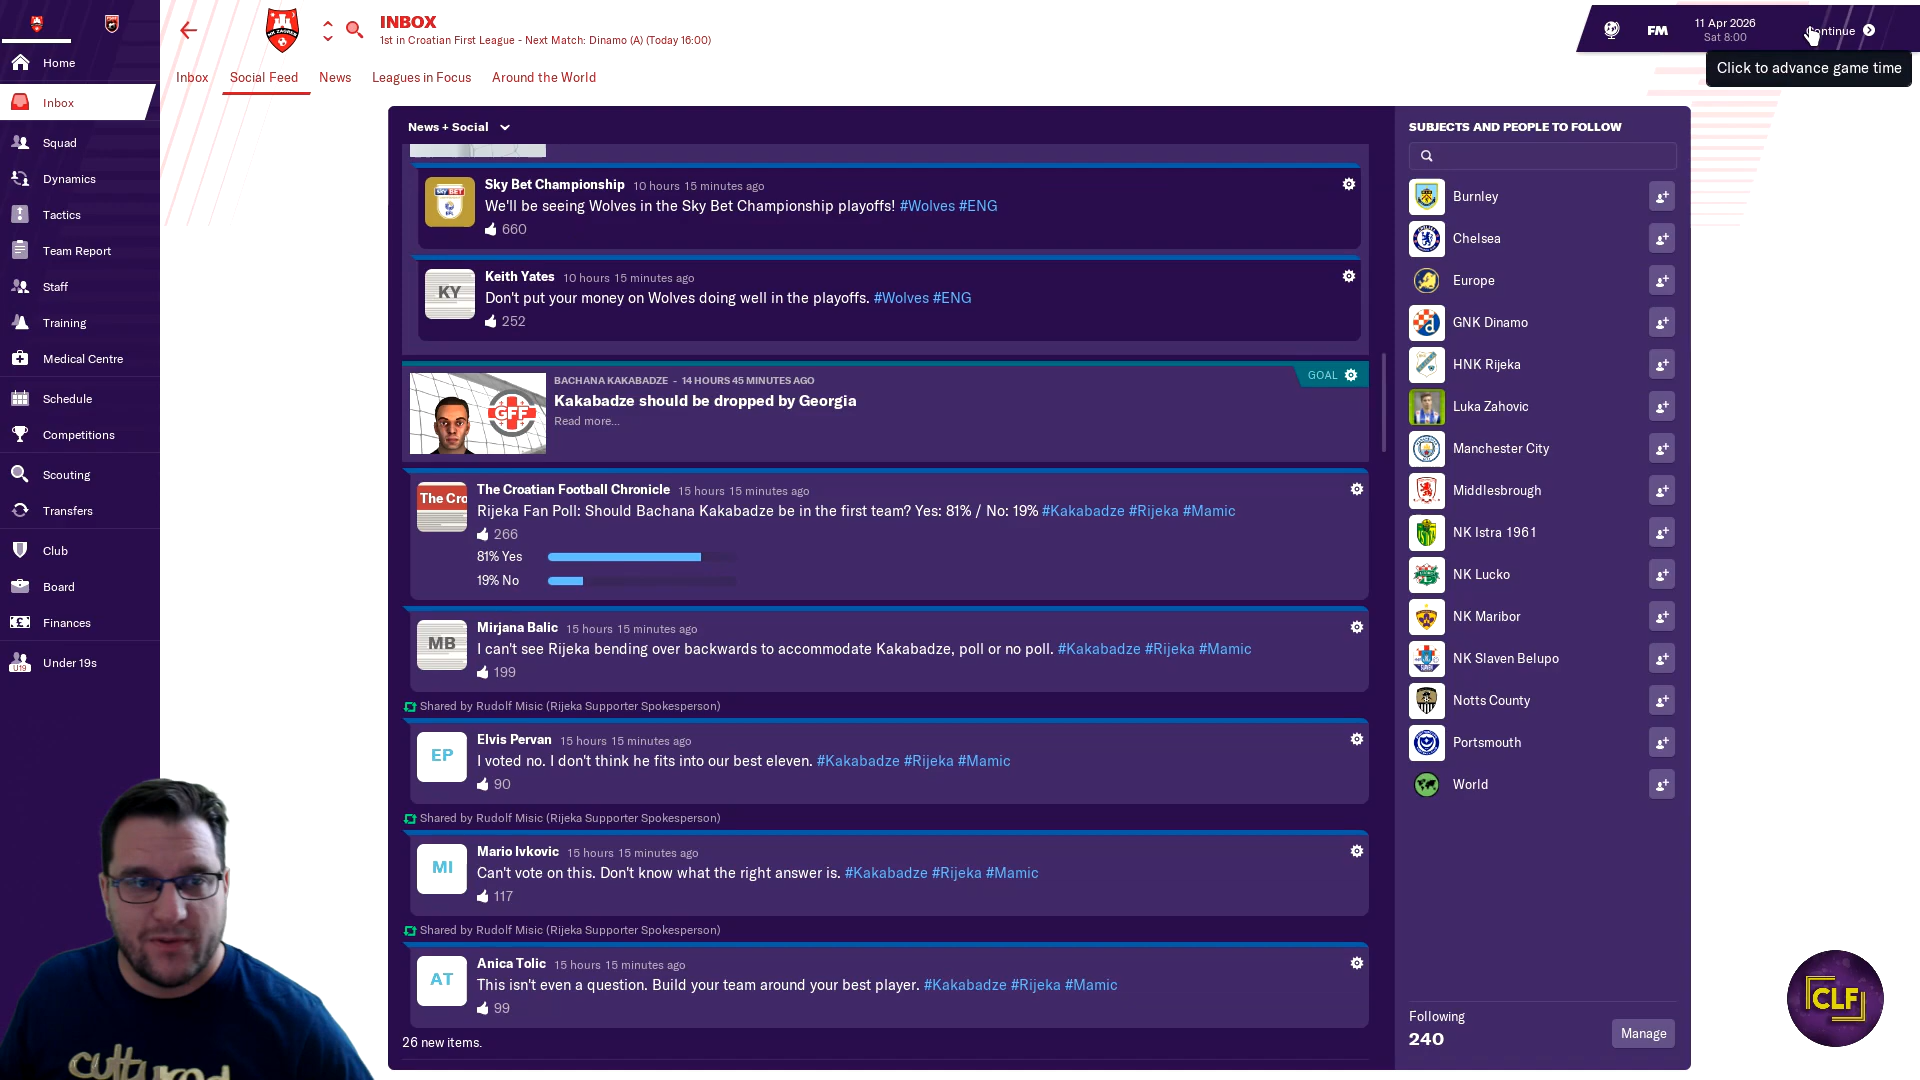 Home
Inbox
Squad
Dynamics
Tactics
Team Report
Staff
Training
Medical Centre
Schedule
Competitions
Scouting
Transfers
Club
Board
Finances
U19
Under 19s
NK ZAGREB
INBOX
1st in Croatian First League - Next Match: Dinamo (A) (Today 16:00)
FM
11 Apr 2026
Sat 8:00
Click to advance game time
Inbox Social Feed News Leagues in Focus Around the World
News + Social
Sky Bet Championship 10 hours 15 minutes ago
We'll be seeing Wolves in the Sky Bet Championship playoffs! #Wolves #ENG
660
KY
Keith Yates 10 hours 15 minutes ago
Don't put your money on Wolves doing well in the playoffs. #Wolves #ENG
252
GFF
BACHANA KAKABADZE - 14 HOURS 45 MINUTES AGO
GOAL
Kakabadze should be dropped by Georgia
Read more...
The Cro
The Croatian Football Chronicle 15 hours 15 minutes ago
Rijeka Fan Poll: Should Bachana Kakabadze be in the first team? Yes: 81% / No: 19% #Kakabadze #Rijeka #Mamic
266
81% Yes
19% No
MB
Mirjana Balic 15 hours 15 minutes ago
I can't see Rijeka bending over backwards to accommodate Kakabadze, poll or no poll. #Kakabadze #Rijeka #Mamic
199
Shared by Rudolf Misic (Rijeka Supporter Spokesperson)
EP
Elvis Pervan 15 hours 15 minutes ago
I voted no. I don't think he fits into our best eleven. #Kakabadze #Rijeka #Mamic
90
Shared by Rudolf Misic (Rijeka Supporter Spokesperson)
MI
Mario Ivkovic 15 hours 15 minutes ago
Can't vote on this. Don't know what the right answer is. #Kakabadze #Rijeka #Mamic
117
Shared by Rudolf Misic (Rijeka Supporter Spokesperson)
AT
Anica Tolic 15 hours 15 minutes ago
This isn't even a question. Build your team around your best player. #Kakabadze #Rijeka #Mamic
99
26 new items.
SUBJECTS AND PEOPLE TO FOLLOW
Burnley
Chelsea
Europe
GNK Dinamo
HNK Rijeka
Luka Zahovic
Manchester City
Middlesbrough
NK Istra 1961
NK Lucko
NK Maribor
NK Slaven Belupo
Notts County
Portsmouth
World
Following
240
Manage
CLF